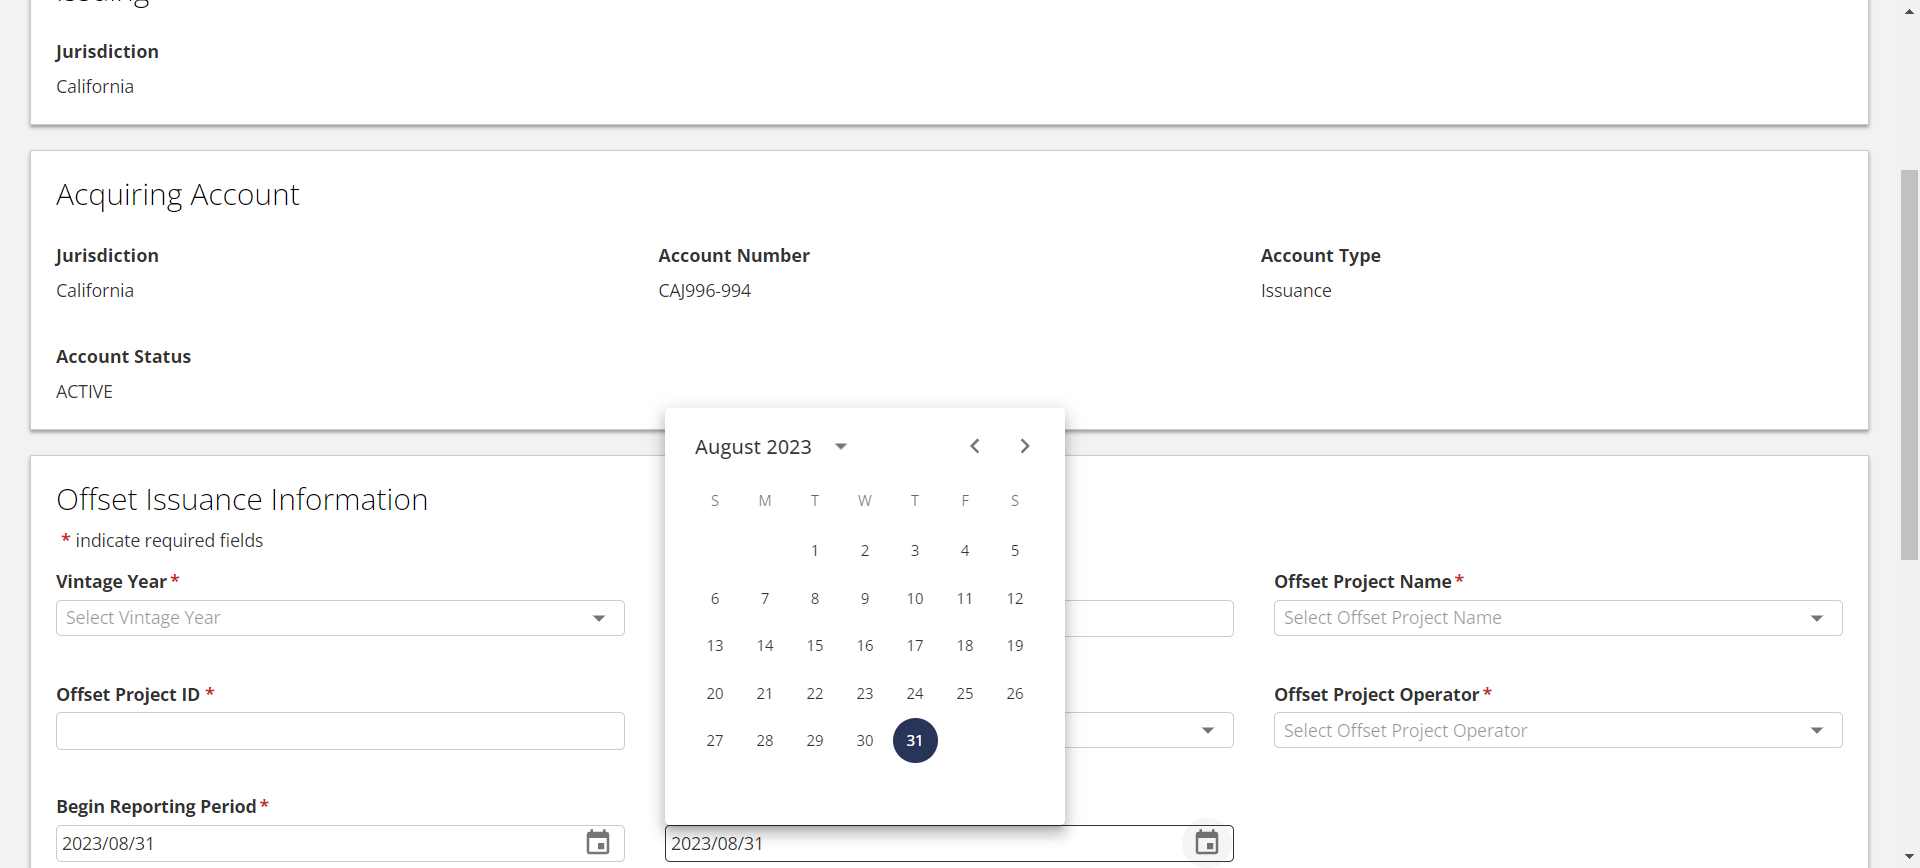 Issuing
Jurisdiction
California
Acquiring Account
Jurisdiction
California
Account Number
CAJ996-994
Account Type
Issuance
Account Status
ACTIVE
August 2023
S M T W T F S
1 2 3 4 5
6 7 8 9 10 11 12
13 14 15 16 17 18 19
20 21 22 23 24 25 26
27 28 29 30 31
Offset Issuance Information
* indicate required fields
Vintage Year *
Select Vintage Year
Offset Project Name *
Select Offset Project Name
Offset Project ID *
Offset Project Operator *
Select Offset Project Operator
Begin Reporting Period *
2023/08/31
2023/08/31